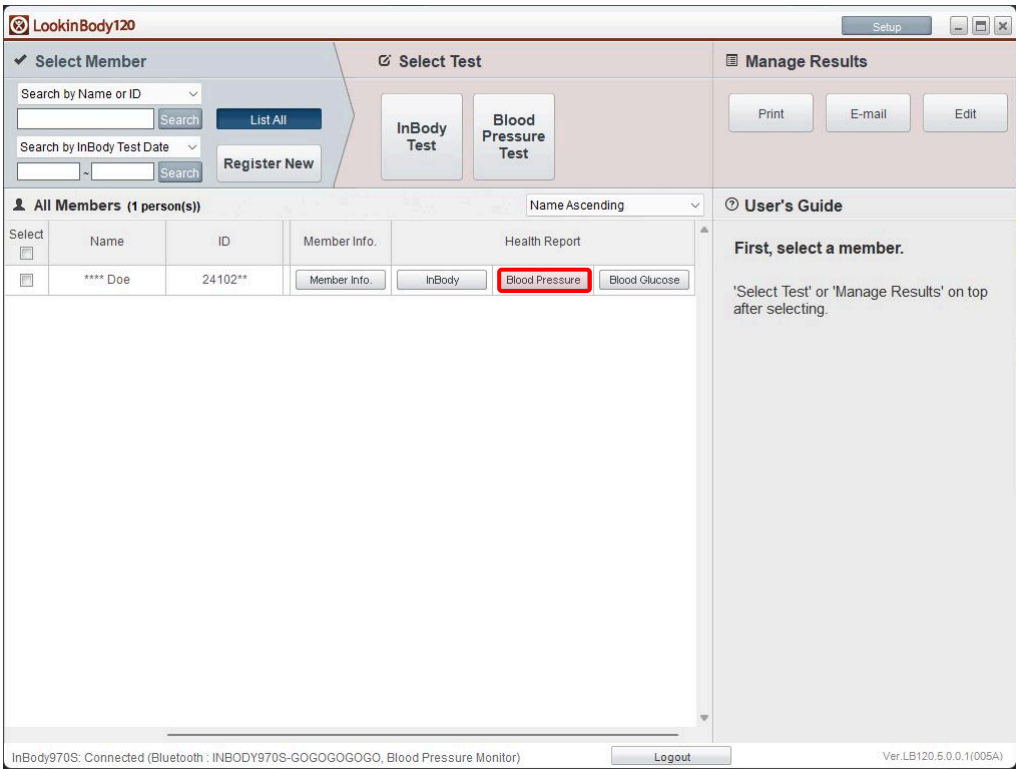 LookinBody120
Setup
Select Member
Select Test
Manage Results
Search by Name or ID
Search
List All
Search by InBody Test Date
~
Search
Register New
InBody
Test
Blood
Pressure
Test
Print
E-mail
Edit
All Members (1 person(s))
Name Ascending
User's Guide
Select
Name
ID
Member Info.
Health Report
**** Doe
24102**
Member Info.
InBody
Blood Pressure
Blood Glucose
First, select a member.
'Select Test' or 'Manage Results' on top
after selecting.
InBody970S: Connected (Bluetooth : INBODY970S-GOGOGOGOGO, Blood Pressure Monitor)
Logout
Ver.LB120.5.0.0.1(005A)